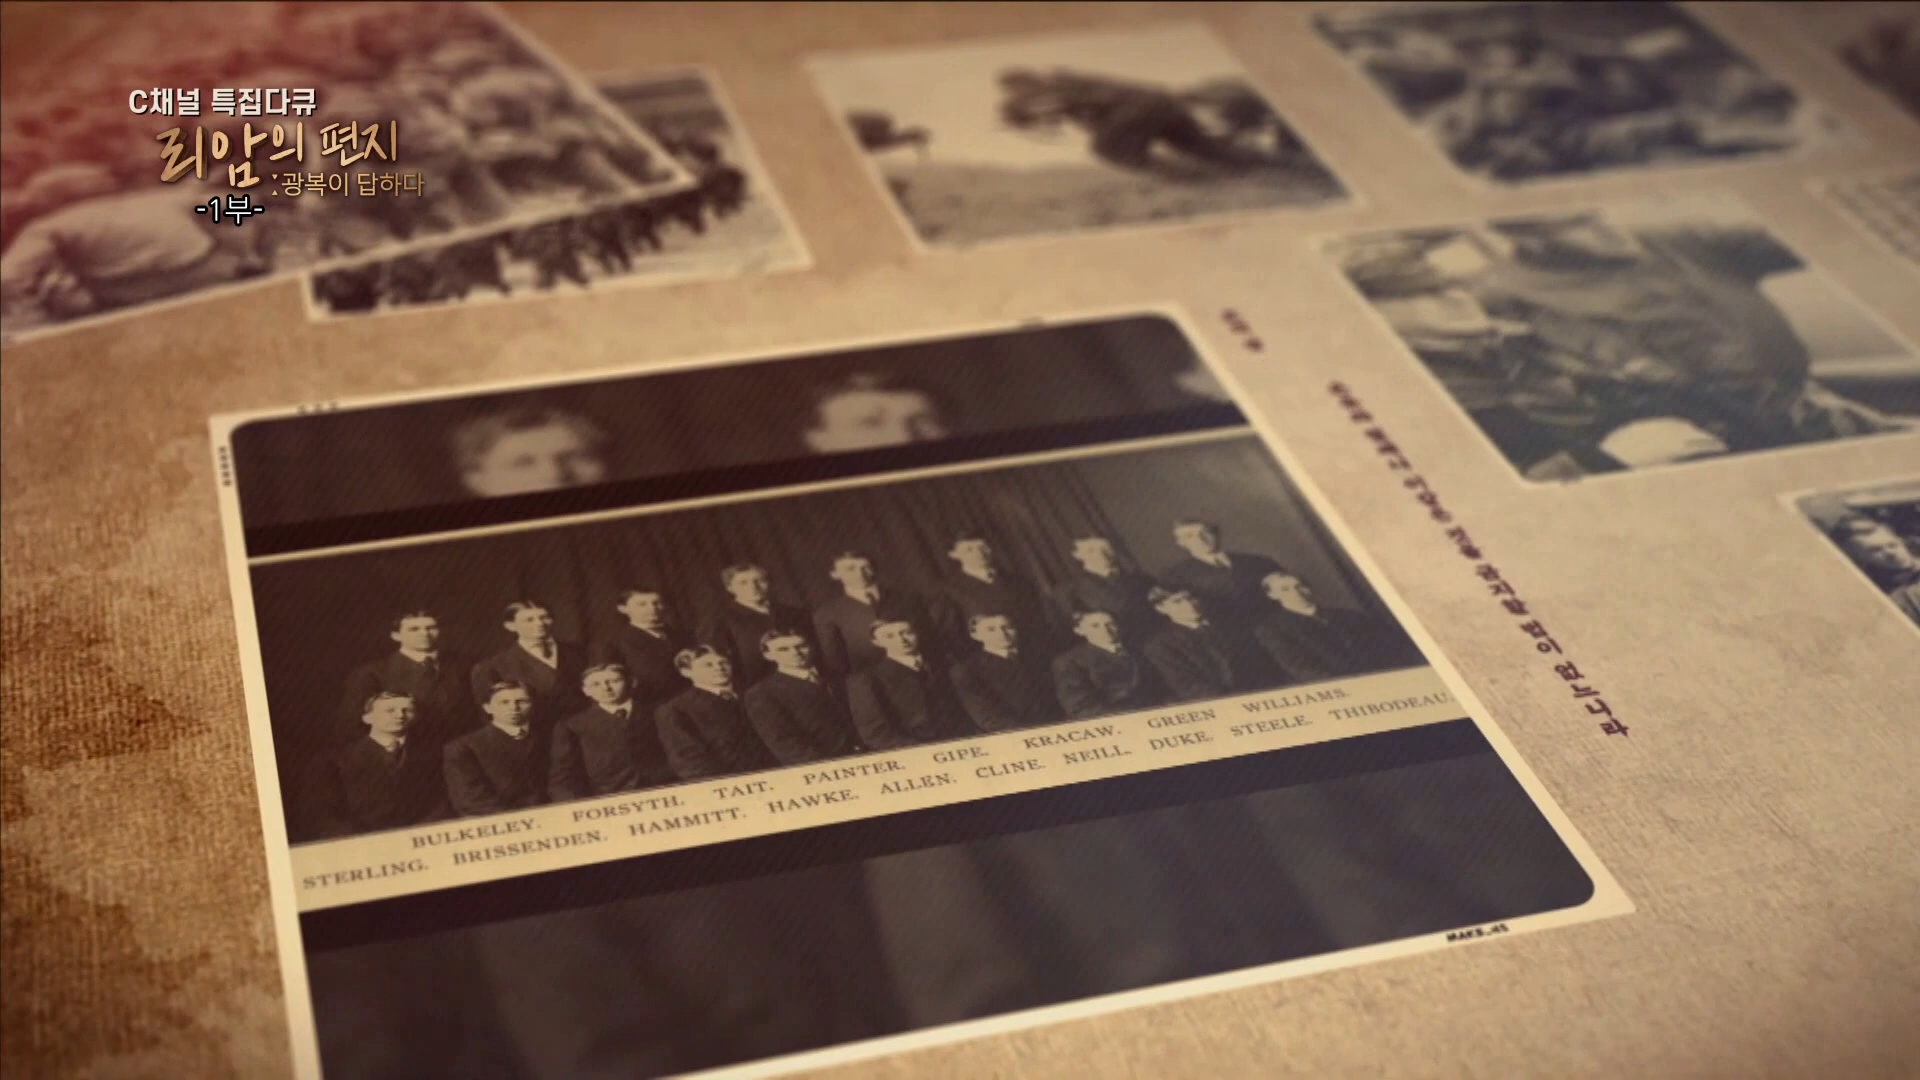 C채널 특집다큐
리암의 편지
:광복이 답하다
-1부-
BULKELEY. FORSYTH. TAIT. PAINTER. GIPE. KRACAW. GREEN WILLIAMS.
STERLING. BRISSENDEN. HAMMITT. HAWKE. ALLEN. CLINE. NEILL. DUKE. STEELE. THIBODEAU.